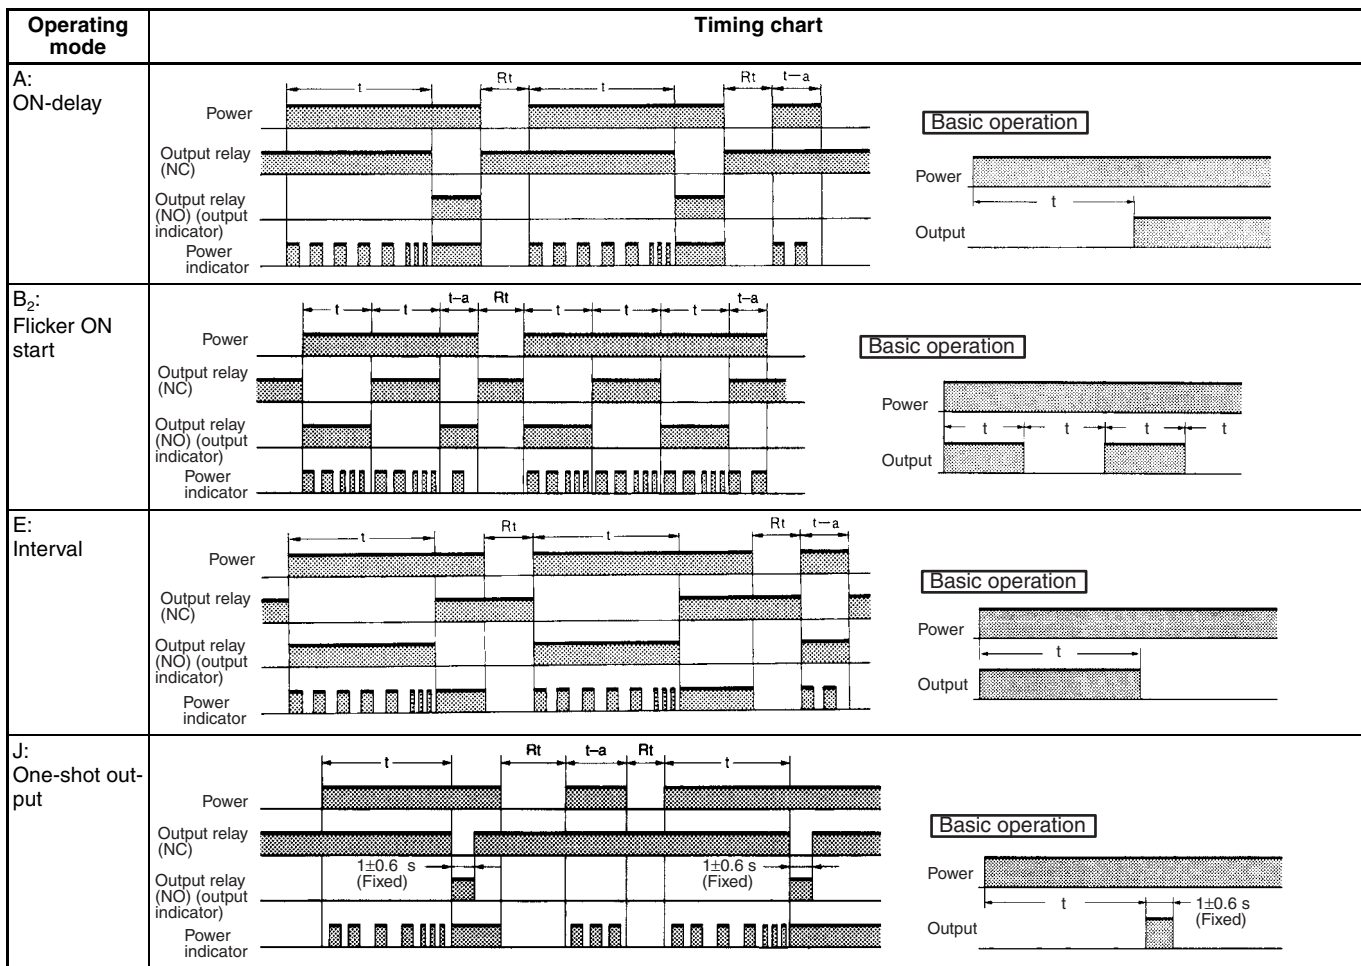 Operating
mode
Timing chart
A:
ON-delay
t
Rt
t
Rt
t–a
Power
Output relay
(NC)
Output relay
(NO) (output
indicator)
Power
indicator
Basic operation
Power
t
Output
B2:
Flicker ON
start
t
t
t–a
Rt
t
t
t
t–a
Power
Output relay
(NC)
Output relay
(NO) (output
indicator)
Power
indicator
Basic operation
Power
t
t
t
t
Output
E:
Interval
t
Rt
t
Rt
t–a
Power
Output relay
(NC)
Output relay
(NO) (output
indicator)
Power
indicator
Basic operation
Power
t
Output
J:
One-shot out-
put
t
Rt
t–a
Rt
t
Power
Output relay
(NC)
1±0.6 s
(Fixed)
1±0.6 s
(Fixed)
Output relay
(NO) (output
indicator)
Power
indicator
Basic operation
Power
t
1±0.6 s
(Fixed)
Output